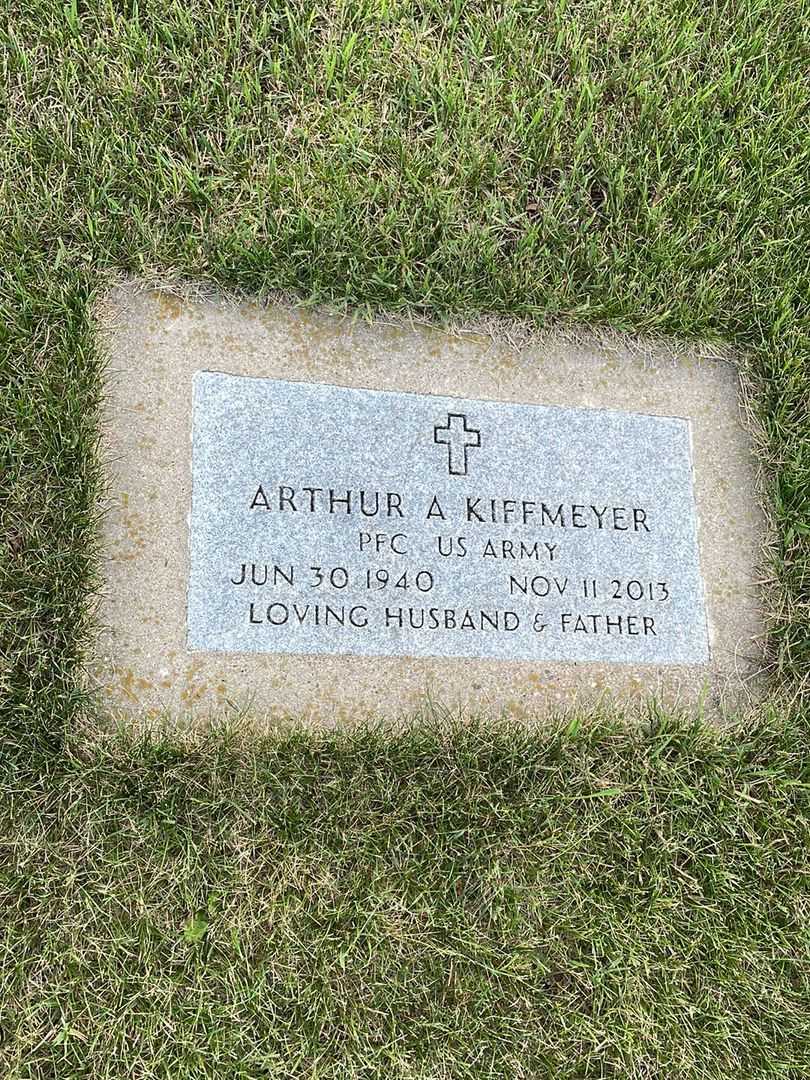 ARTHUR A KIFFMEYER
PFC US ARMY
JUN 30 1940 NOV 11 2013
LOVING HUSBAND & FATHER